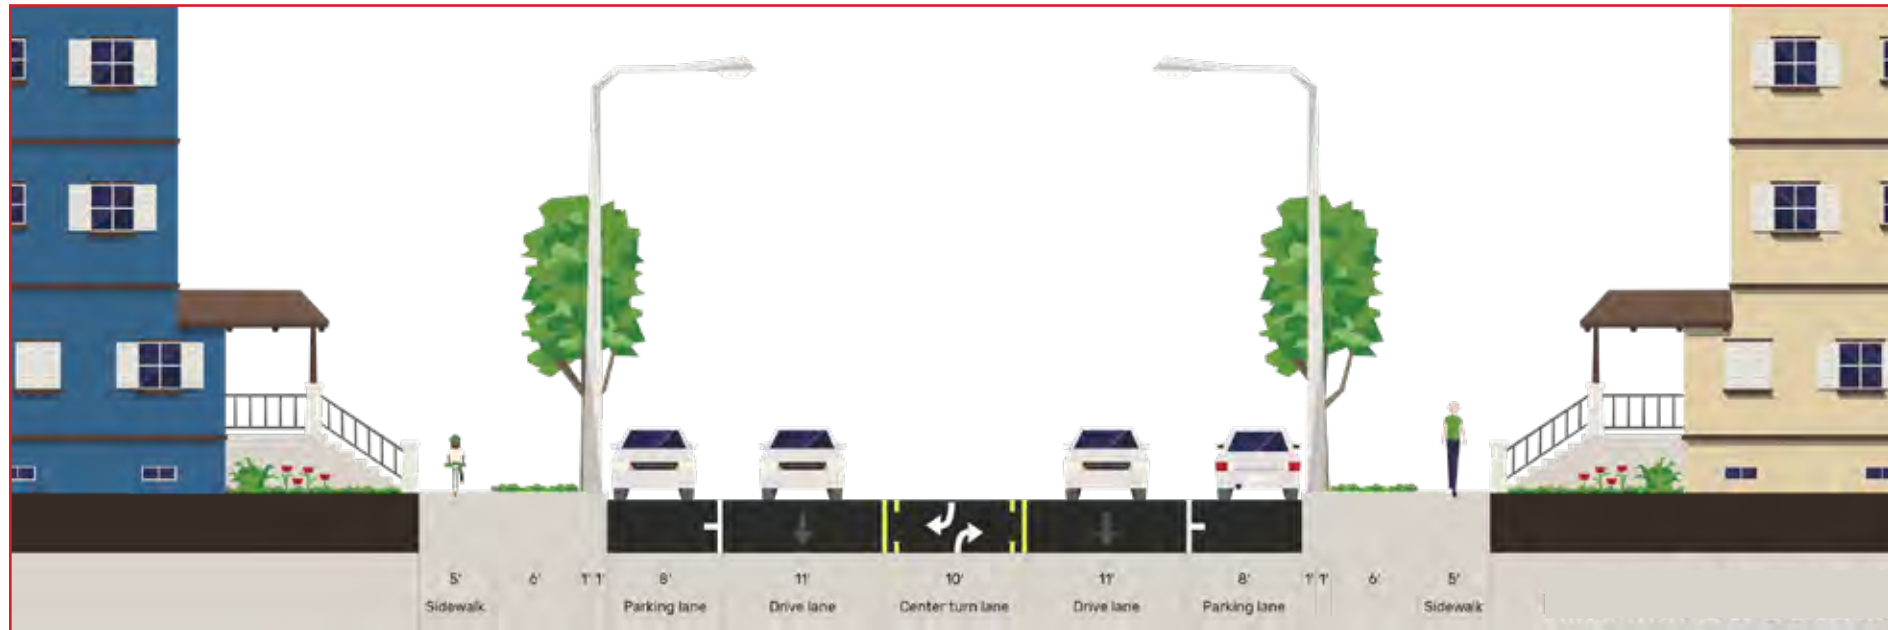 5' 6' 1' 1' 8' 11' 10' 11' 8' 1' 1' 6' 5'
Sidewalk Parking lane Drive lane Center turn lane Drive lane Parking lane Sidewalk